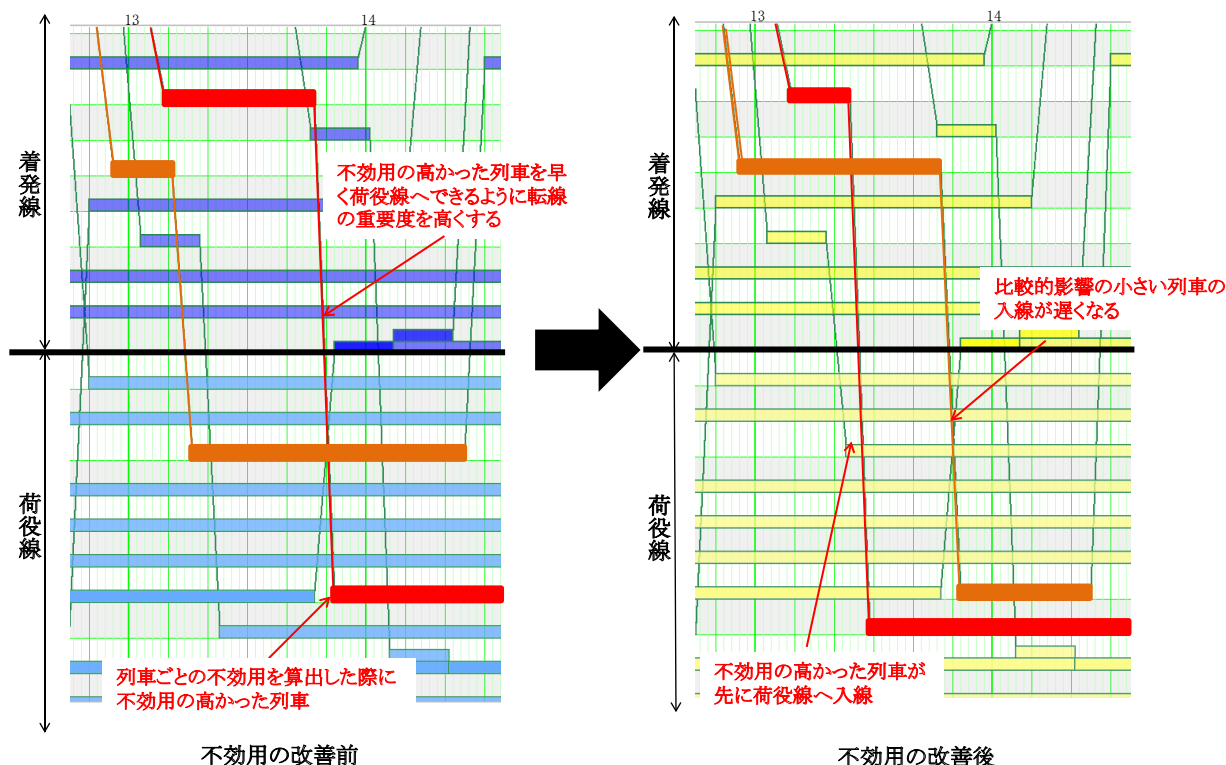 13
14
着発線
荷役線
不効用の高かった列車を早
く荷役線へできるように転線
の重要度を高くする
列車ごとの不効用を算出した際に
不効用の高かった列車
不効用の改善前
13
14
着発線
荷役線
比較的影響の小さい列車の
入線が遅くなる
不効用の高かった列車が
先に荷役線へ入線
不効用の改善後